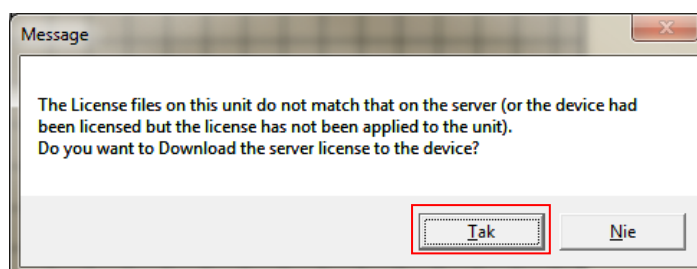 Message
The License files on this unit do not match that on the server (or the device had
been licensed but the license has not been applied to the unit).
Do you want to Download the server license to the device?
Tak
Nie